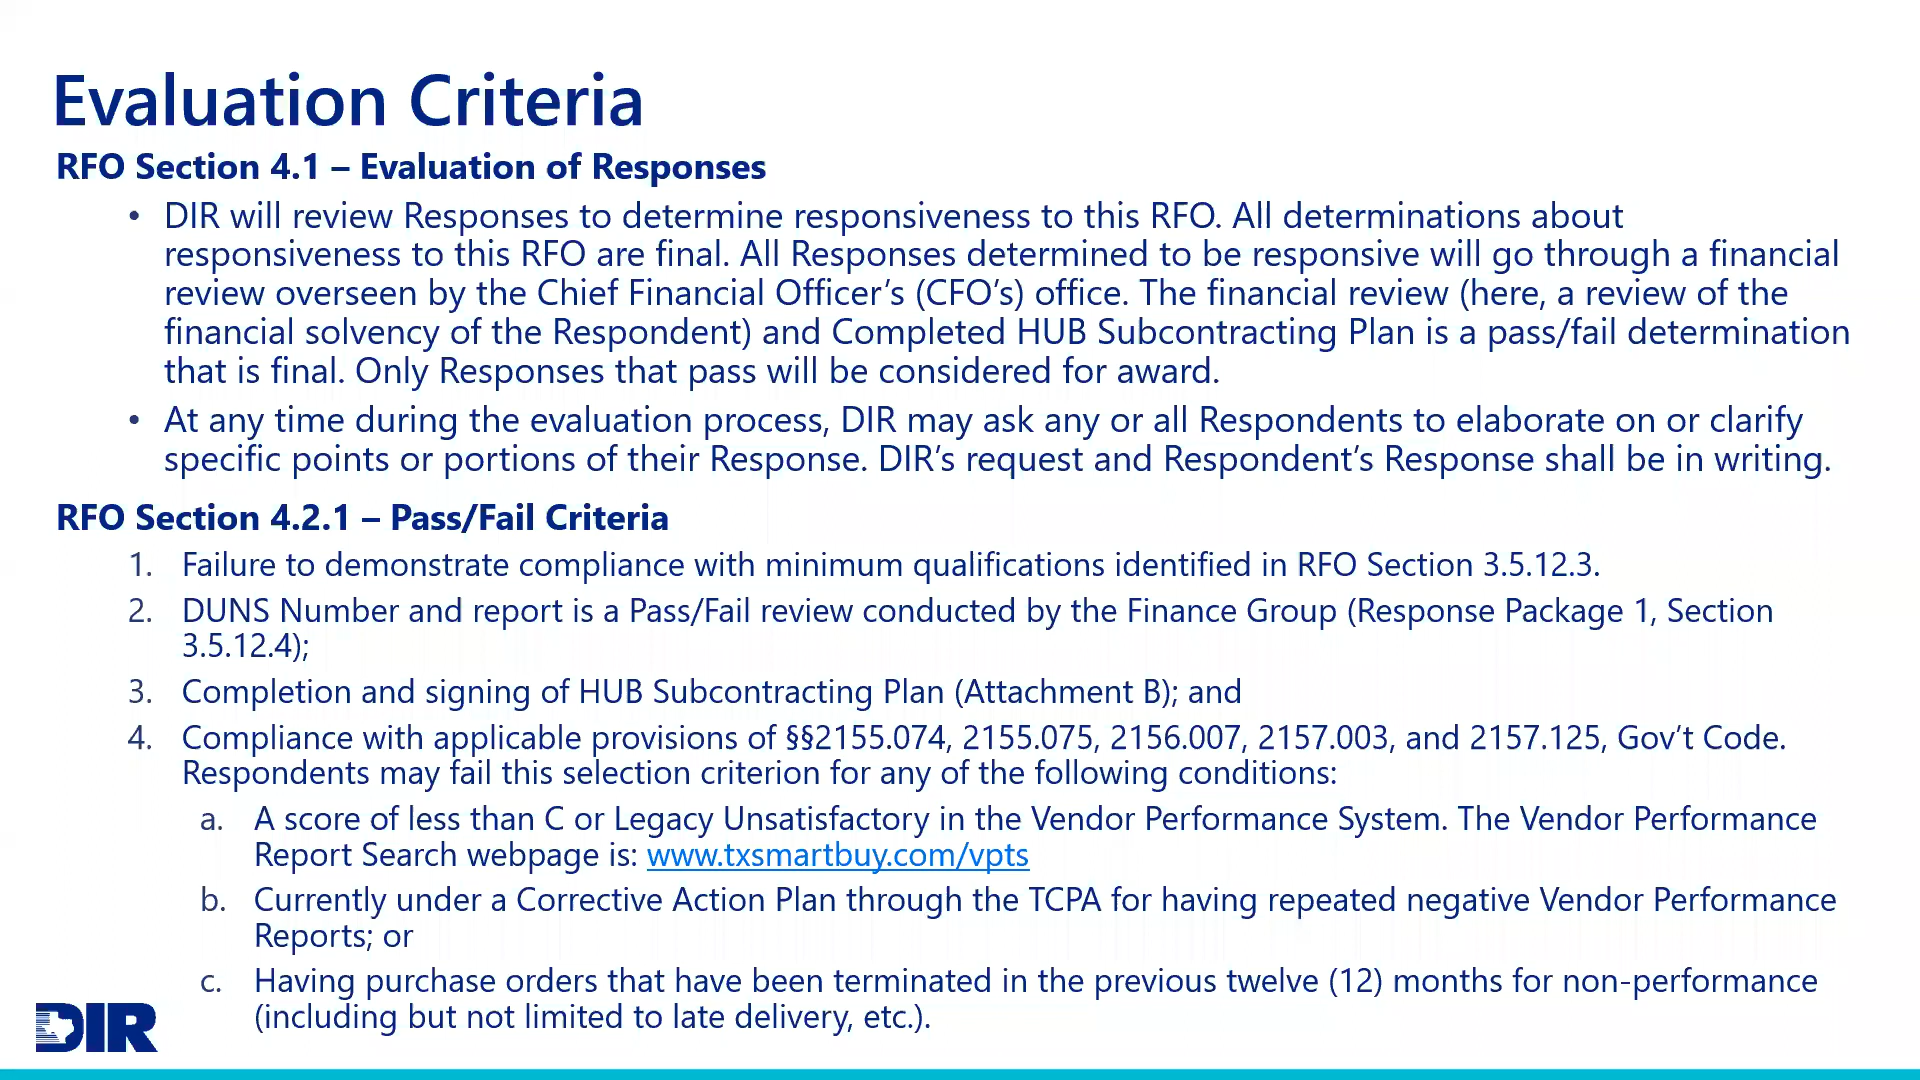 Evaluation Criteria
RFO Section 4.1 – Evaluation of Responses
• DIR will review Responses to determine responsiveness to this RFO. All determinations about
responsiveness to this RFO are final. All Responses determined to be responsive will go through a financial
review overseen by the Chief Financial Officer’s (CFO’s) office. The financial review (here, a review of the
financial solvency of the Respondent) and Completed HUB Subcontracting Plan is a pass/fail determination
that is final. Only Responses that pass will be considered for award.
• At any time during the evaluation process, DIR may ask any or all Respondents to elaborate on or clarify
specific points or portions of their Response. DIR’s request and Respondent’s Response shall be in writing.
RFO Section 4.2.1 – Pass/Fail Criteria
1. Failure to demonstrate compliance with minimum qualifications identified in RFO Section 3.5.12.3.
2. DUNS Number and report is a Pass/Fail review conducted by the Finance Group (Response Package 1, Section
3.5.12.4);
3. Completion and signing of HUB Subcontracting Plan (Attachment B); and
4. Compliance with applicable provisions of §§2155.074, 2155.075, 2156.007, 2157.003, and 2157.125, Gov’t Code.
Respondents may fail this selection criterion for any of the following conditions:
a. A score of less than C or Legacy Unsatisfactory in the Vendor Performance System. The Vendor Performance
Report Search webpage is: www.txsmartbuy.com/vpts
b. Currently under a Corrective Action Plan through the TCPA for having repeated negative Vendor Performance
Reports; or
c. Having purchase orders that have been terminated in the previous twelve (12) months for non-performance
(including but not limited to late delivery, etc.).
DIR